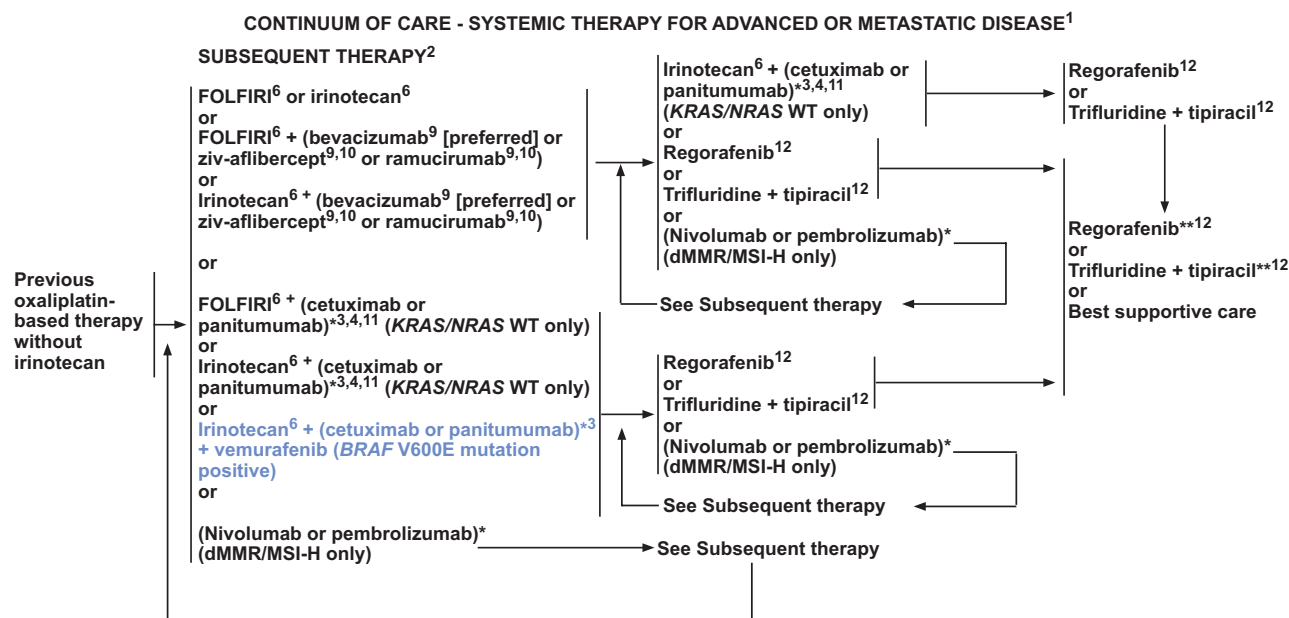 CONTINUUM OF CARE - SYSTEMIC THERAPY FOR ADVANCED OR METASTATIC DISEASE1
SUBSEQUENT THERAPY2
Previous
oxaliplatin-
based therapy
without
irinotecan
FOLFIRI6 or irinotecan6
or
FOLFIRI6 + (bevacizumab9 [preferred] or
ziv-aflibercept9,10 or ramucirumab9,10)
or
Irinotecan6 + (bevacizumab9 [preferred] or
ziv-aflibercept9,10 or ramucirumab9,10)
or
FOLFIRI6 + (cetuximab or
panitumumab)*3,4,11 (KRAS/NRAS WT only)
or
Irinotecan6 + (cetuximab or
panitumumab)*3,4,11 (KRAS/NRAS WT only)
or
Irinotecan6 + (cetuximab or panitumumab)*3
+ vemurafenib (BRAF V600E mutation
positive)
or
(Nivolumab or pembrolizumab)*
(dMMR/MSI-H only)
Irinotecan6 + (cetuximab or
panitumumab)*3,4,11
(KRAS/NRAS WT only)
or
Regorafenib12
or
Trifluridine + tipiracil12
or
(Nivolumab or pembrolizumab)*
(dMMR/MSI-H only)
See Subsequent therapy
Regorafenib12
or
Trifluridine + tipiracil12
or
(Nivolumab or pembrolizumab)*
(dMMR/MSI-H only)
See Subsequent therapy
See Subsequent therapy
Regorafenib12
or
Trifluridine + tipiracil12
Regorafenib**12
or
Trifluridine + tipiracil**12
or
Best supportive care